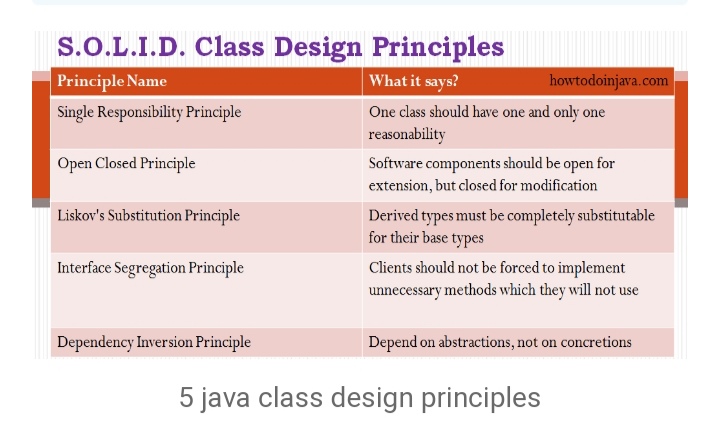 S.O.L.I.D. Class Design Principles
Principle Name What it says? howtodoinjava.com
Single Responsibility Principle One class should have one and only one
reasonability
Open Closed Principle Software components should be open for
extension, but closed for modification
Liskov's Substitution Principle Derived types must be completely substitutable
for their base types
Interface Segregation Principle Clients should not be forced to implement
unnecessary methods which they will not use
Dependency Inversion Principle Depend on abstractions, not on concretions
5 java class design principles